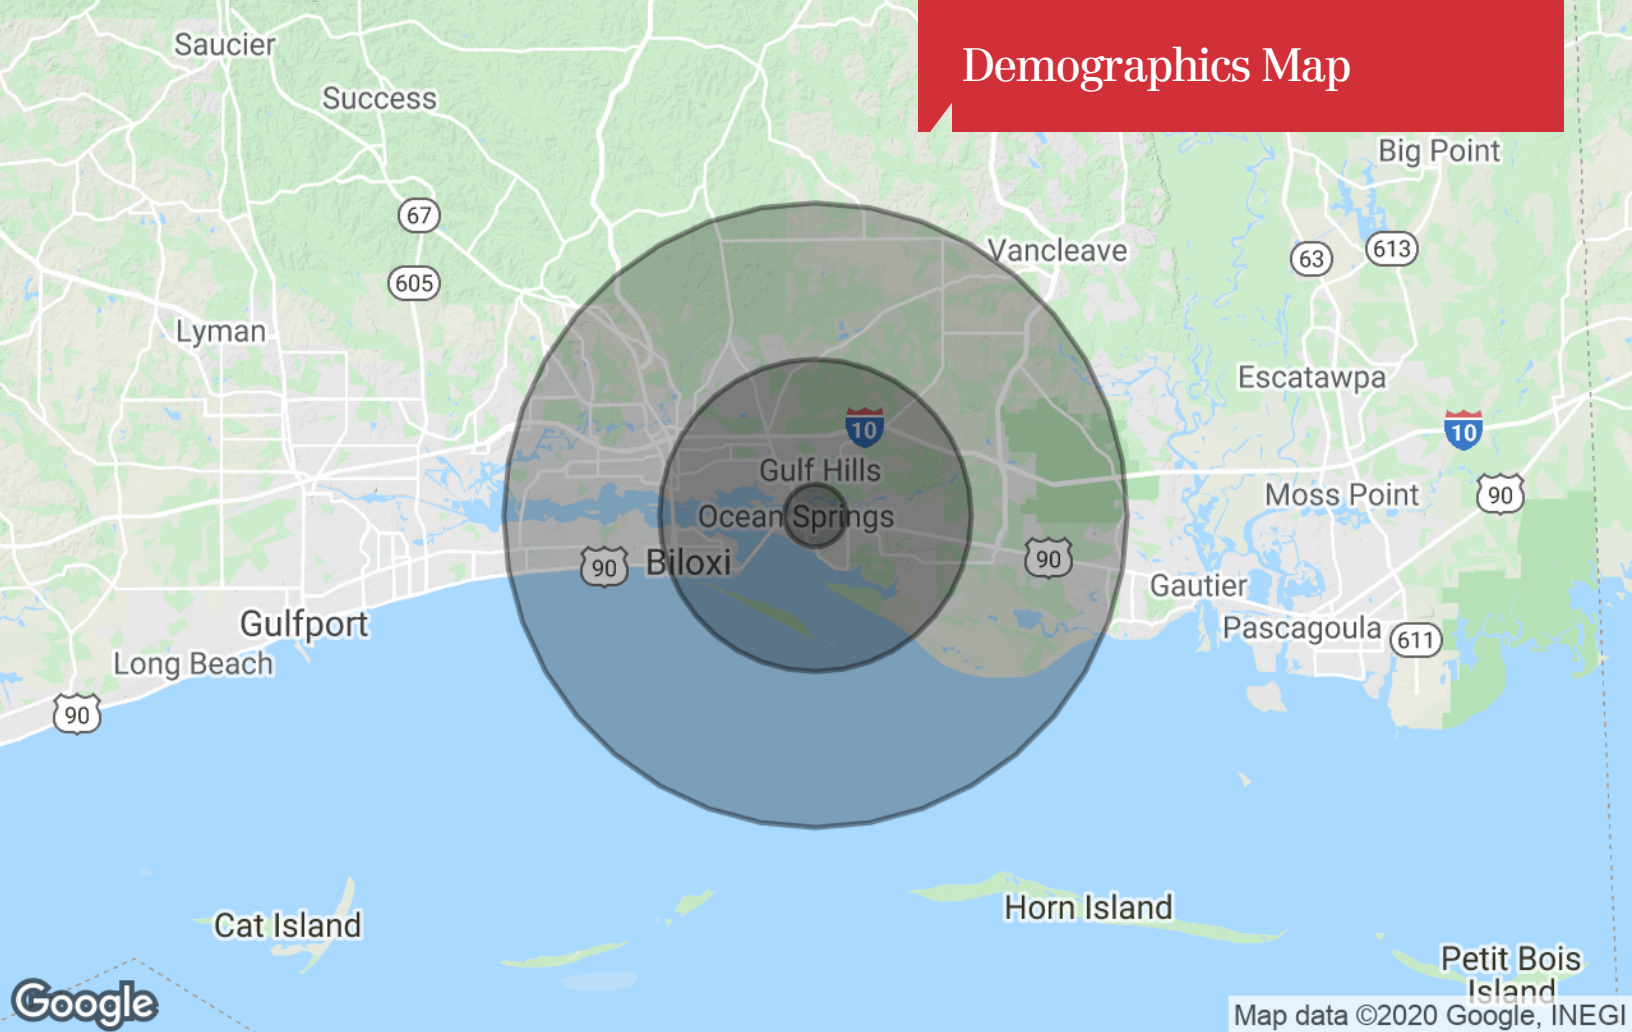 Saucier
Demographics Map
Success
Big Point
67
Vancleave
63
613
605
Lyman
Escatawpa
10
10
Gulf Hills
Moss Point
90
Ocean Springs
90
Biloxi
90
Gautier
Gulfport
Pascagoula
611
Long Beach
90
Horn Island
Cat Island
Petit Bois
Island
Google
Map data ©2020 Google, INEGI